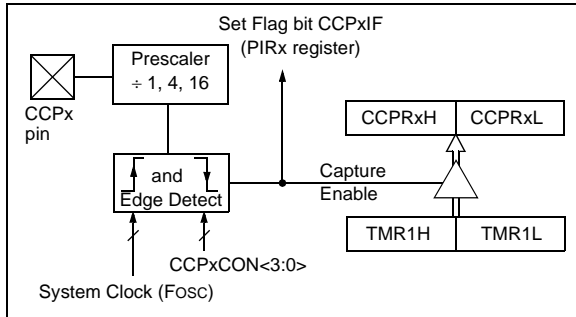 Set Flag bit CCPxIF
(PIRx register)
Prescaler
÷ 1, 4, 16
CCPx
pin
CCPRxH
CCPRxL
and
Edge Detect
Capture
Enable
TMR1H
TMR1L
CCPxCON<3:0>
System Clock (FOSC)